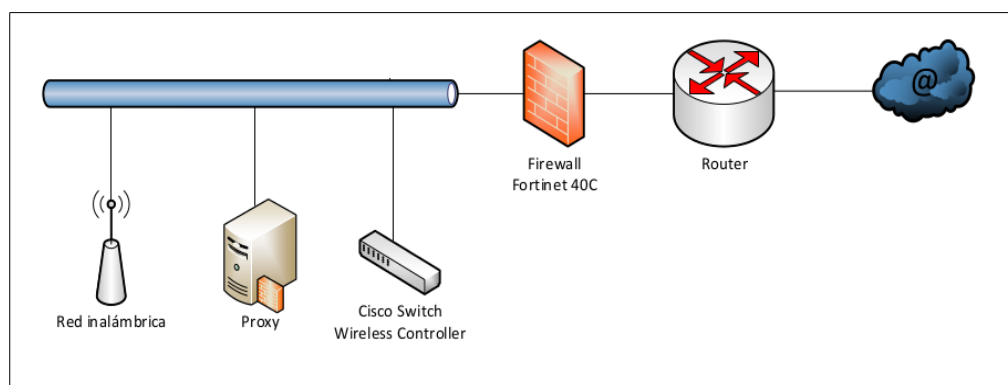 @
Firewall
Fortinet 40C
Router
Red inalámbrica
Proxy
Cisco Switch
Wireless Controller